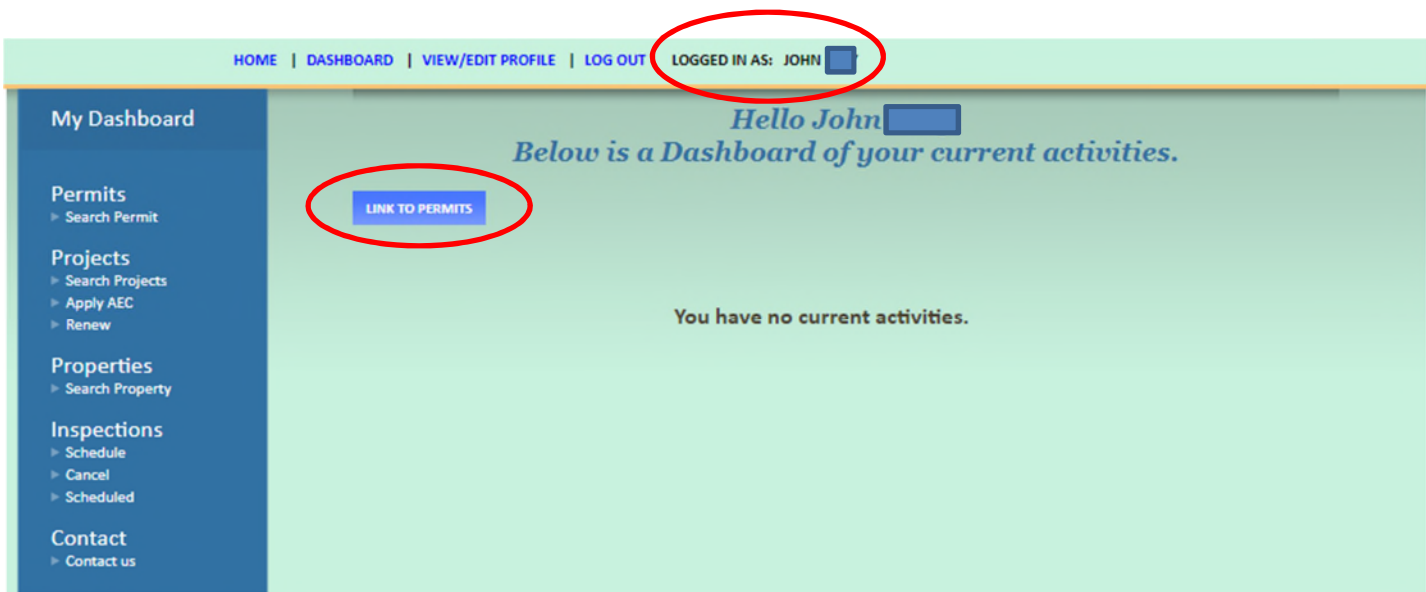 HOME | DASHBOARD | VIEW/EDIT PROFILE | LOG OUT LOGGED IN AS: JOHN
My Dashboard
Hello John
Below is a Dashboard of your current activities.
LINK TO PERMITS
Permits
Search Permit
Projects
Search Projects
Apply AEC
Renew
You have no current activities.
Properties
Search Property
Inspections
Schedule
Cancel
Scheduled
Contact
Contact us